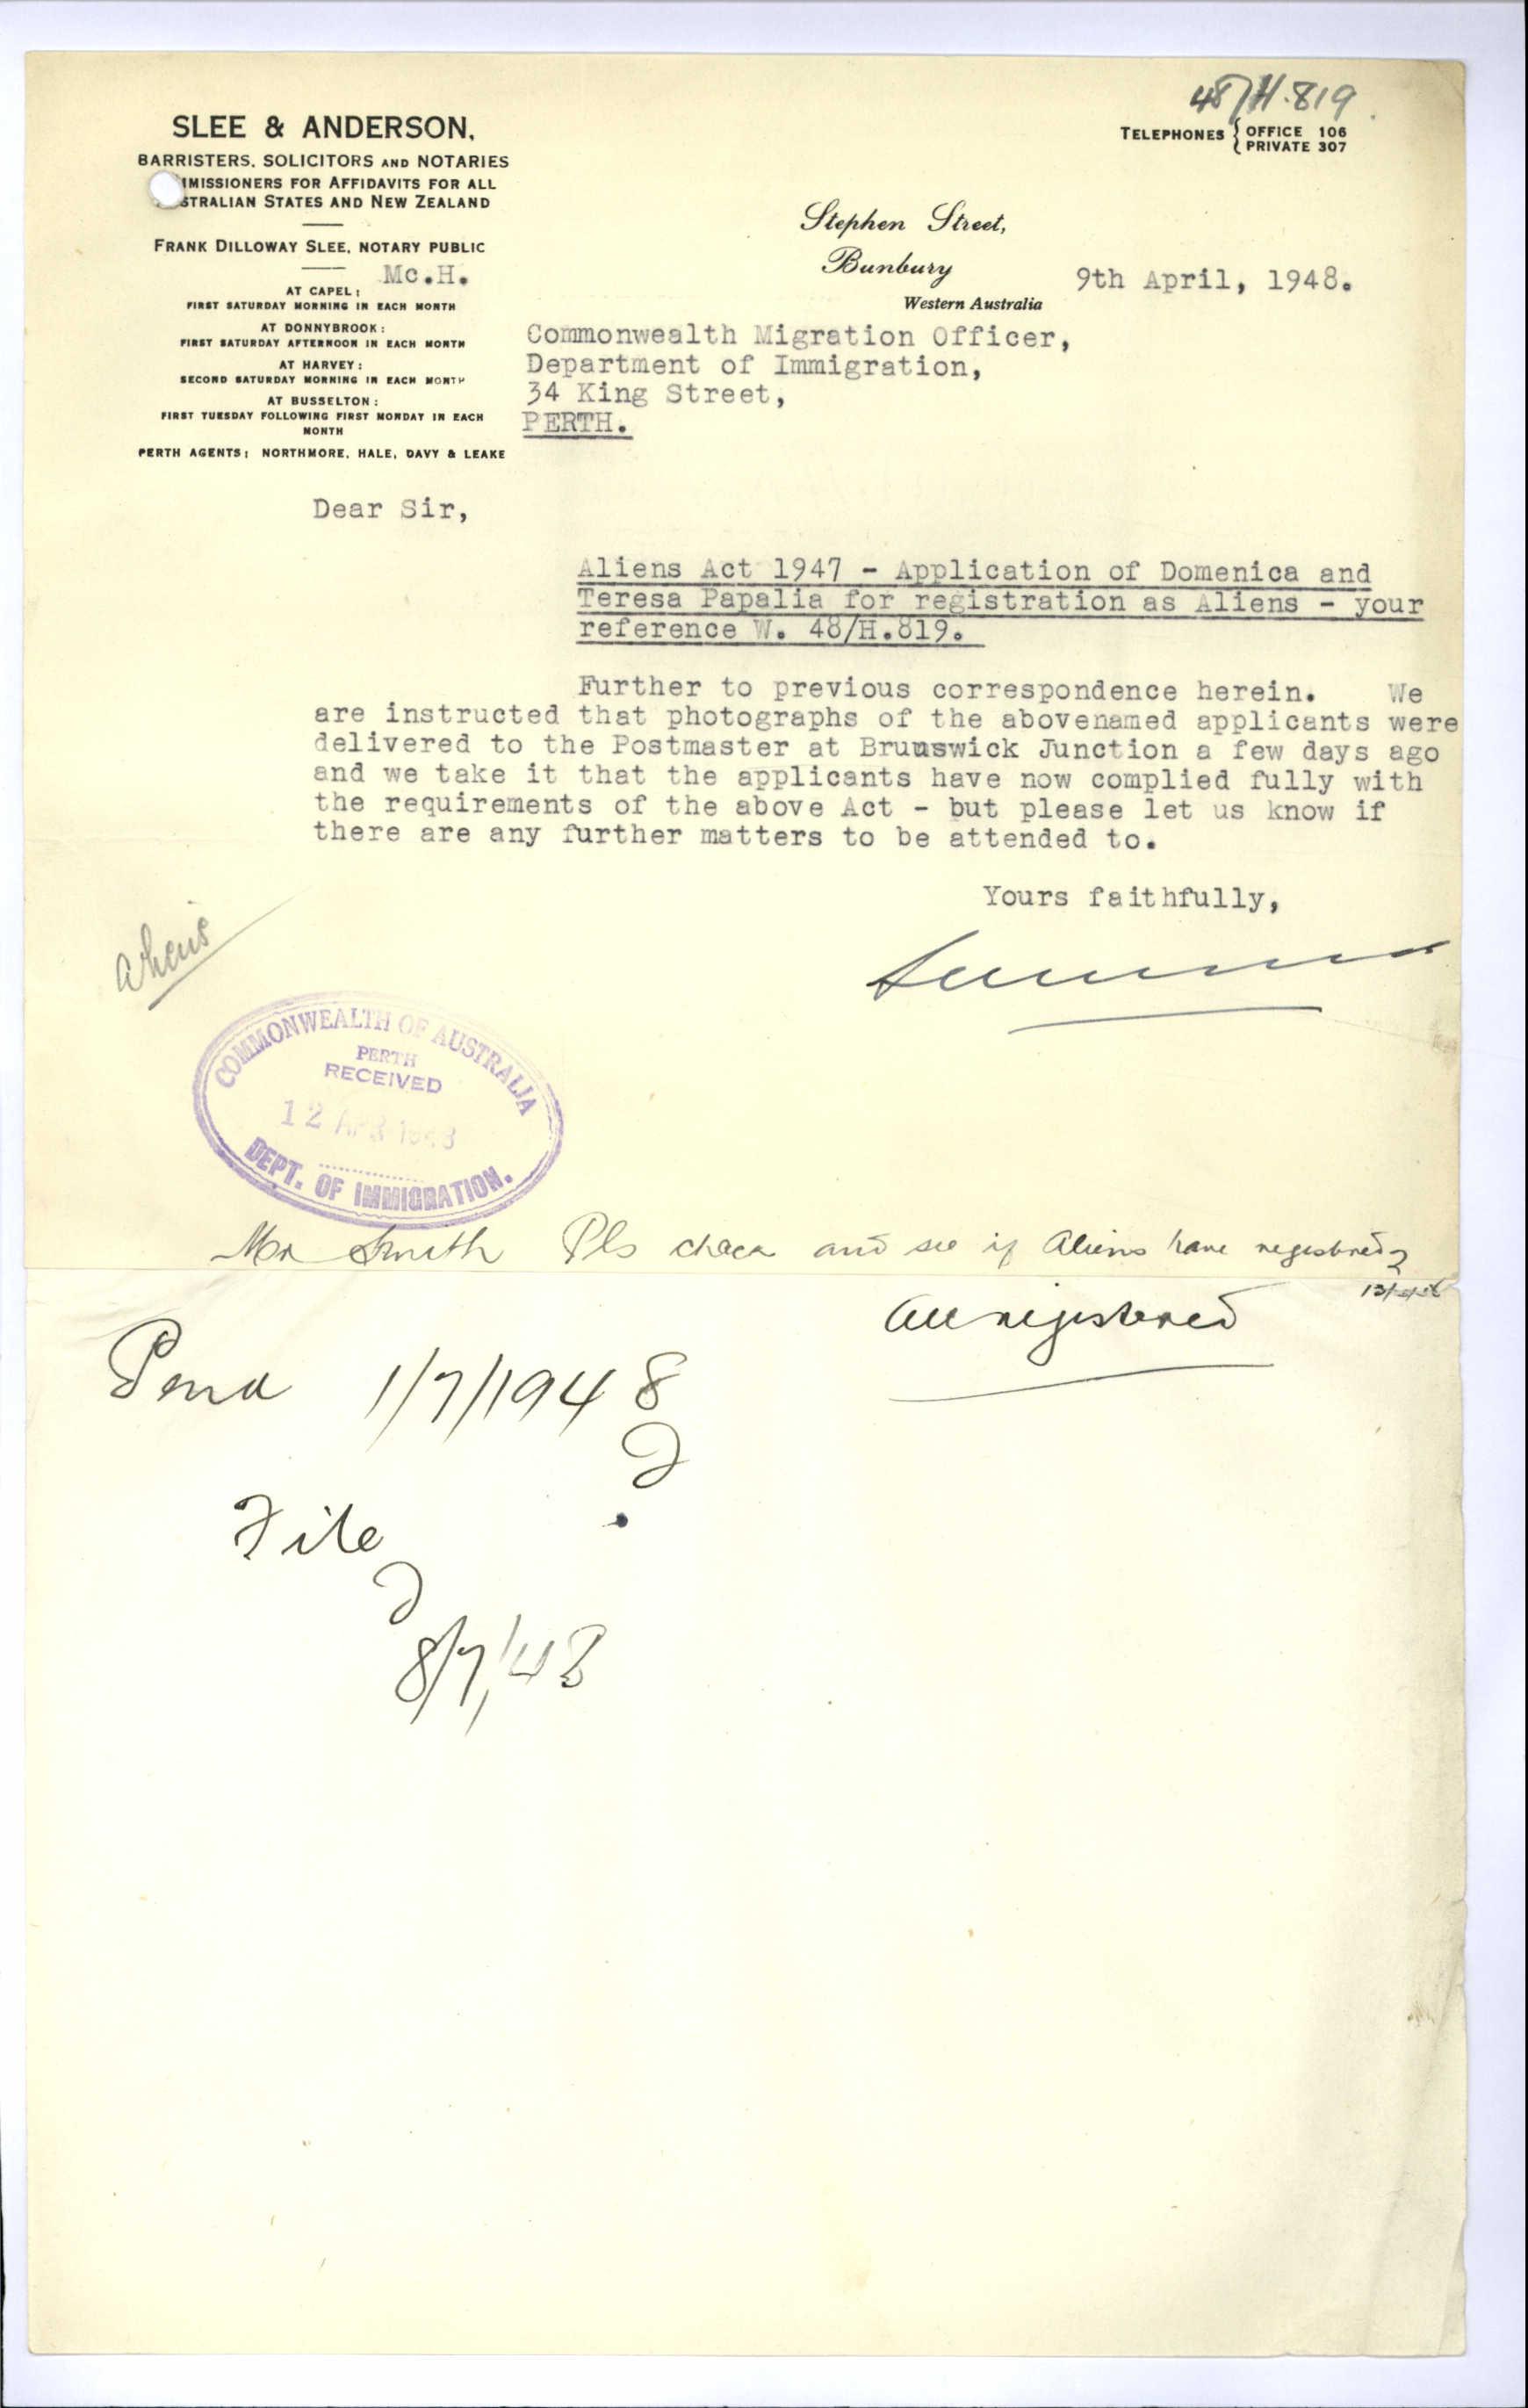 48/H.819
SLEE & ANDERSON,
BARRISTERS, SOLICITORS AND NOTARIES
MMISSIONERS FOR AFFIDAVITS FOR ALL
STRALIAN STATES AND NEW ZEALAND
FRANK DILLOWAY SLEE, NOTARY PUBLIC
Mc.H.
AT CAPEL:
FIRST SATURDAY MORNING IN EACH MONTH
AT DONNYBROOK:
FIRST SATURDAY AFTERNOON IN EACH MONTH
AT HARVEY:
SECOND SATURDAY MORNING IN EACH MONTH
AT BUSSELTON:
FIRST TUESDAY FOLLOWING FIRST MONDAY IN EACH
MONTH
PERTH AGENTS: NORTHMORE, HALE, DAVY & LEAKE
TELEPHONES { OFFICE 106
PRIVATE 307
Stephen Street,
Bunbury
Western Australia
9th April, 1948.
Commonwealth Migration Officer,
Department of Immigration,
34 King Street,
PERTH.
Dear Sir,
Aliens Act 1947 - Application of Domenica and
Teresa Papalia for registration as Aliens - your
reference W. 48/H.819.
Further to previous correspondence herein. We
are instructed that photographs of the abovenamed applicants were
delivered to the Postmaster at Brunswick Junction a few days ago
and we take it that the applicants have now complied fully with
the requirements of the above Act - but please let us know if
there are any further matters to be attended to.
Yours faithfully,
Aliens
COMMONWEALTH OF AUSTRALIA
PERTH
RECEIVED
12 APR 1948
DEPT. OF IMMIGRATION.
Mr Smith Pls check and see if Aliens have registered
All registered
Pend 1/7/1948
File
8/7/48